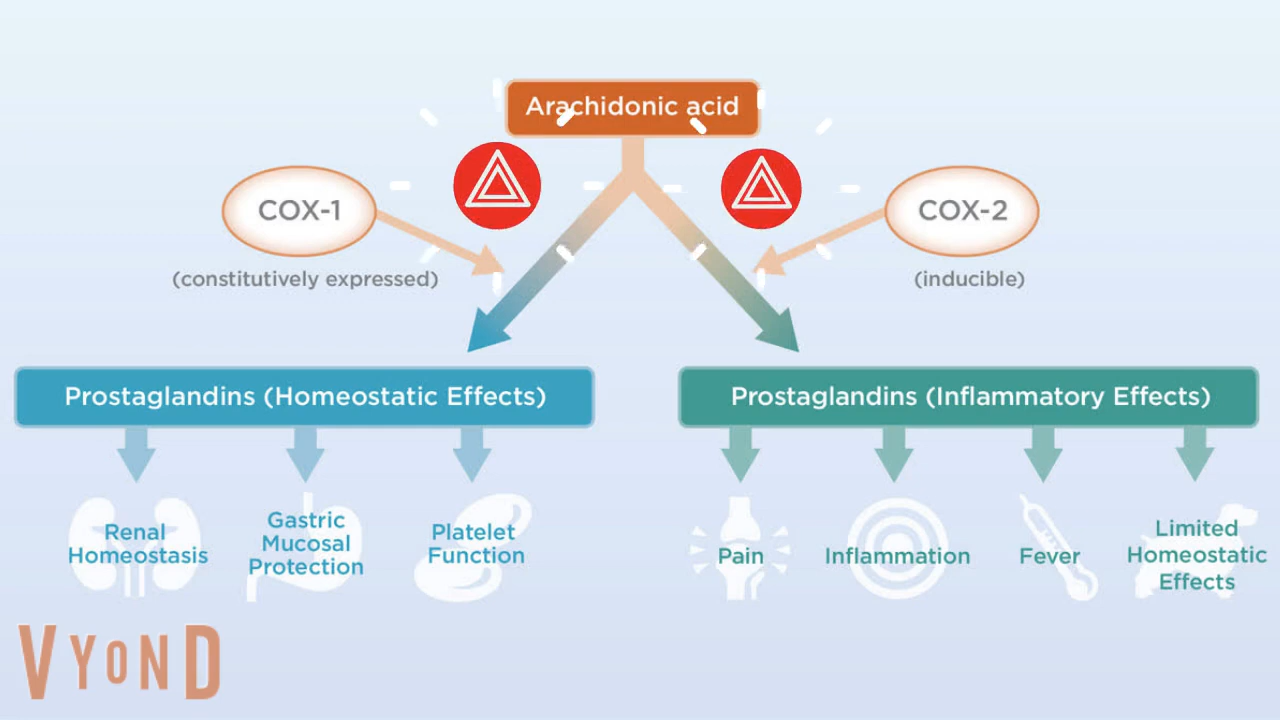 Arachidonic acid
COX-1
(constitutively expressed)
COX-2
(inducible)
Prostaglandins (Homeostatic Effects)
Renal
Homeostasis
Gastric
Mucosal
Protection
Platelet
Function
Prostaglandins (Inflammatory Effects)
Pain
Inflammation
Fever
Limited
Homeostatic
Effects
VYOND